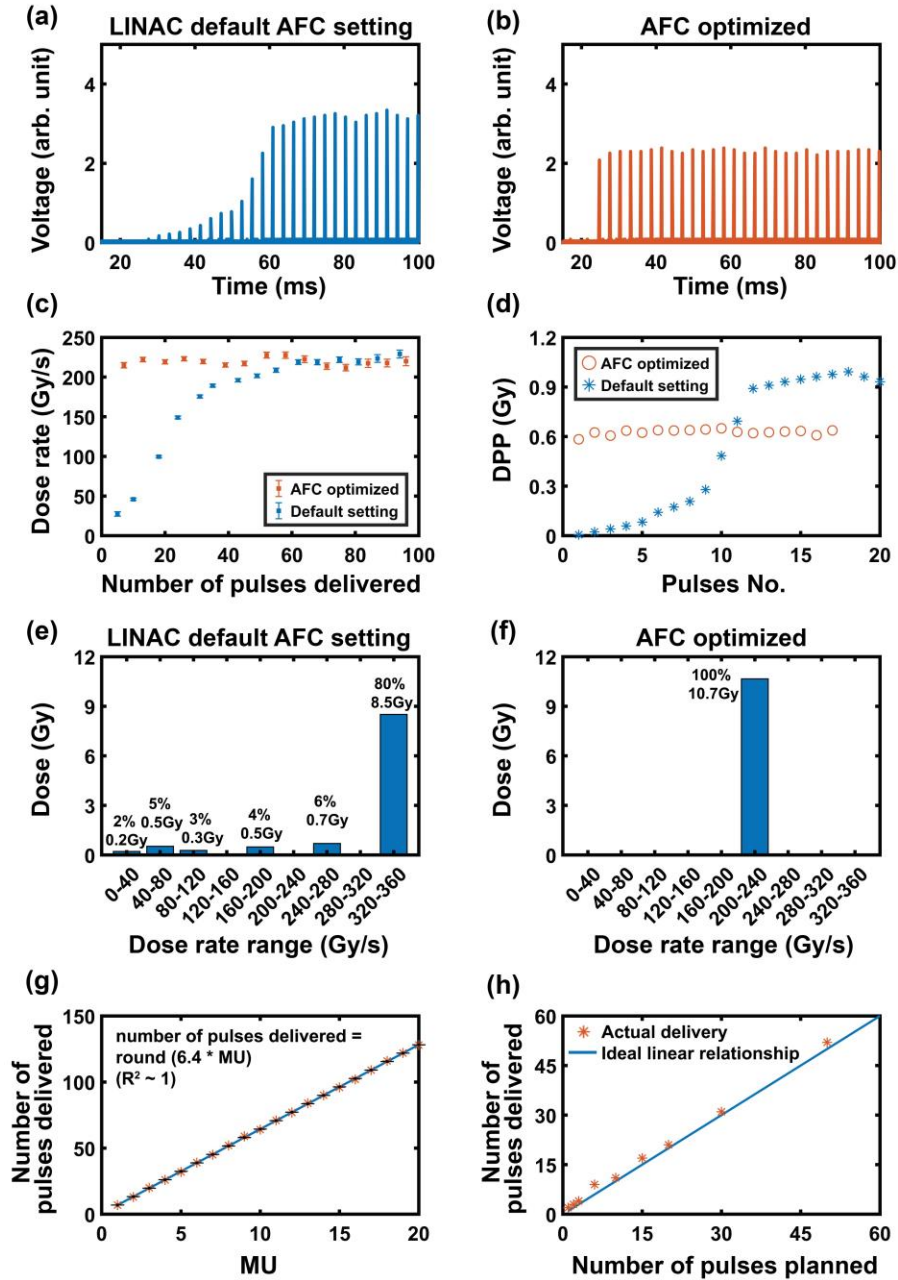 (a)
LINAC default AFC setting
Voltage (arb. unit)
4
2
0
20
40
60
80
100
Time (ms)
(b)
AFC optimized
Voltage (arb. unit)
4
2
0
20
40
60
80
100
Time (ms)
(c)
Dose rate (Gy/s)
250
200
150
100
50
0
AFC optimized
Default setting
0
20
40
60
80
100
Number of pulses delivered
(d)
DPP (Gy)
1.2
0.9
0.6
0.3
0
AFC optimized
Default setting
0
5
10
15
20
Pulses No.
(e)
LINAC default AFC setting
Dose (Gy)
12
9
6
3
0
2%
0.2Gy
5%
0.5Gy
3%
0.3Gy
4%
0.5Gy
6%
0.7Gy
80%
8.5Gy
0-40
40-80
80-120
120-160
160-200
200-240
240-280
280-320
320-360
Dose rate range (Gy/s)
(f)
AFC optimized
Dose (Gy)
12
9
6
3
0
100%
10.7Gy
0-40
40-80
80-120
120-160
160-200
200-240
240-280
280-320
320-360
Dose rate range (Gy/s)
(g)
Number of
pulses delivered
150
100
50
0
number of pulses delivered =
round (6.4 * MU)
(R² ~ 1)
0
5
10
15
20
MU
(h)
Number of
pulses delivered
60
45
30
15
0
Actual delivery
Ideal linear relationship
0
15
30
45
60
Number of pulses planned